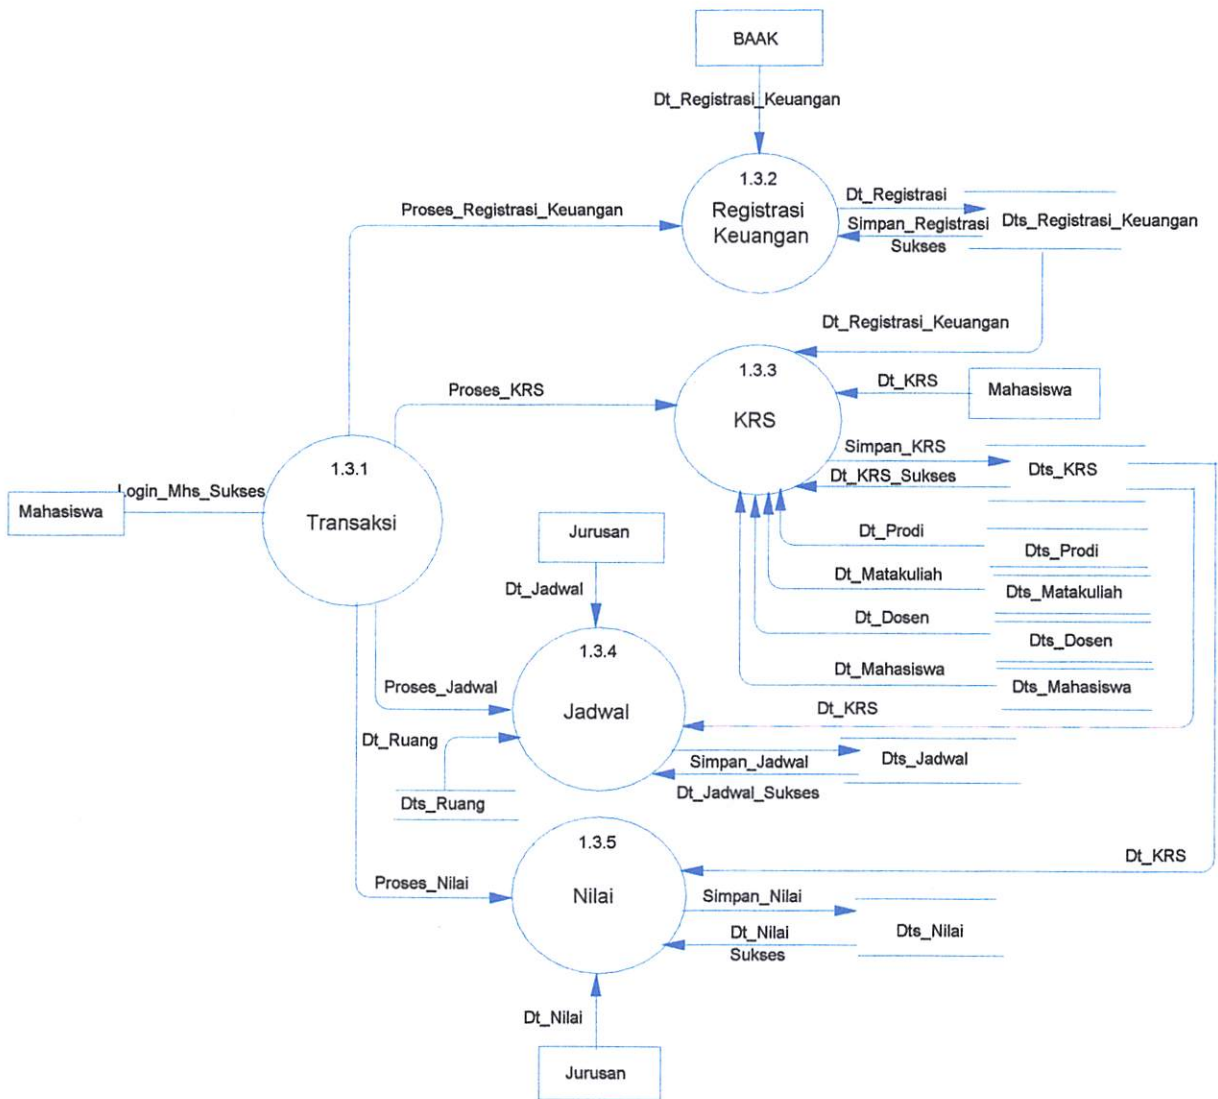 BAAK
Dt_Registrasi_Keuangan
1.3.2
Registrasi
Keuangan
Proses_Registrasi_Keuangan
Dt_Registrasi
Simpan_Registrasi
Sukses
Dts_Registrasi_Keuangan
Dt_Registrasi_Keuangan
1.3.3
KRS
Proses_KRS
Dt_KRS
Mahasiswa
Simpan_KRS
Dt_KRS_Sukses
Dts_KRS
1.3.1
Transaksi
Login_Mhs_Sukses
Mahasiswa
Jurusan
Dt_Prodi
Dts_Prodi
Dt_Matakuliah
Dts_Matakuliah
Dt_Jadwal
Dt_Dosen
Dts_Dosen
1.3.4
Jadwal
Dt_Mahasiswa
Dts_Mahasiswa
Proses_Jadwal
Dt_KRS
Dt_Ruang
Simpan_Jadwal
Dts_Jadwal
Dt_Jadwal_Sukses
Dts_Ruang
1.3.5
Nilai
Dt_KRS
Proses_Nilai
Simpan_Nilai
Dt_Nilai
Sukses
Dts_Nilai
Dt_Nilai
Jurusan